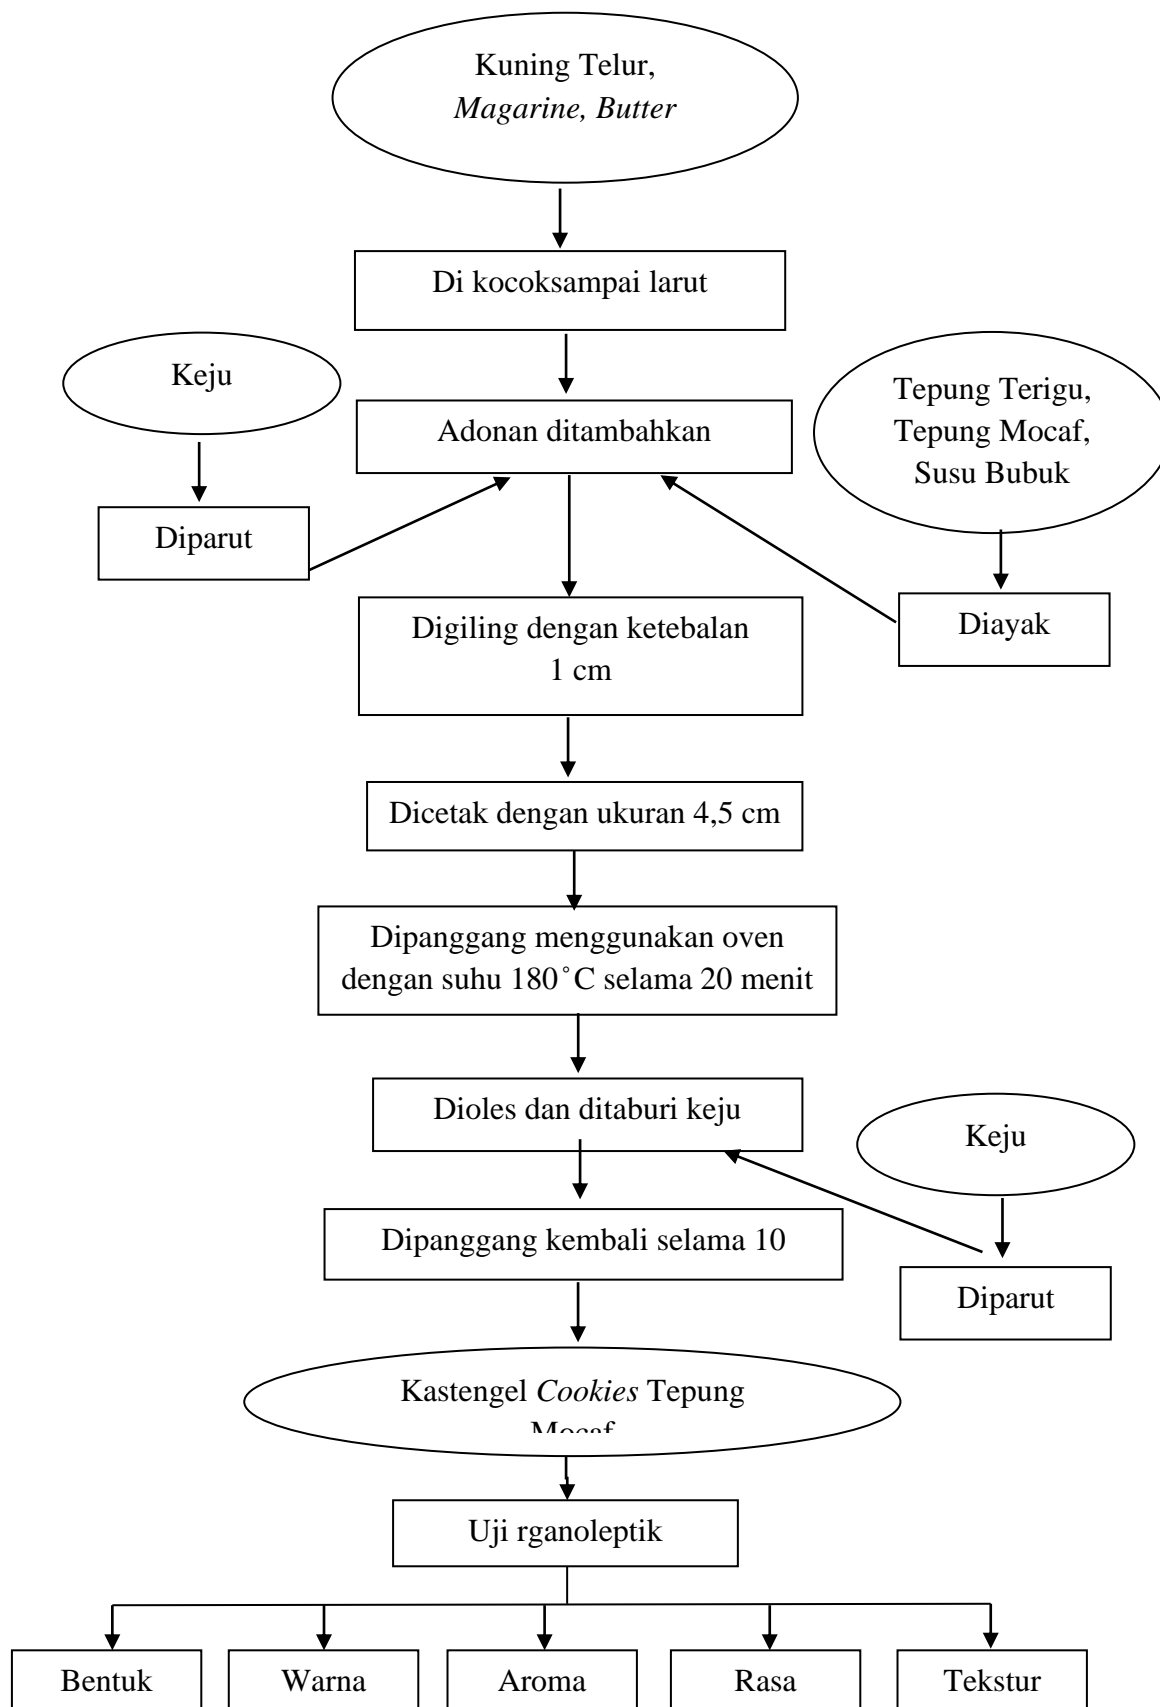 Kuning Telur,
Magarine, Butter
Di kocoksampai larut
Keju
Adonan ditambahkan
Tepung Terigu,
Tepung Mocaf,
Susu Bubuk
Diparut
Diayak
Digiling dengan ketebalan
1 cm
Dicetak dengan ukuran 4,5 cm
Dipanggang menggunakan oven
dengan suhu 180˚C selama 20 menit
Dioles dan ditaburi keju
Keju
Dipanggang kembali selama 10
Diparut
Kastengel Cookies Tepung
Mocaf
Uji rganoleptik
Bentuk
Warna
Aroma
Rasa
Tekstur